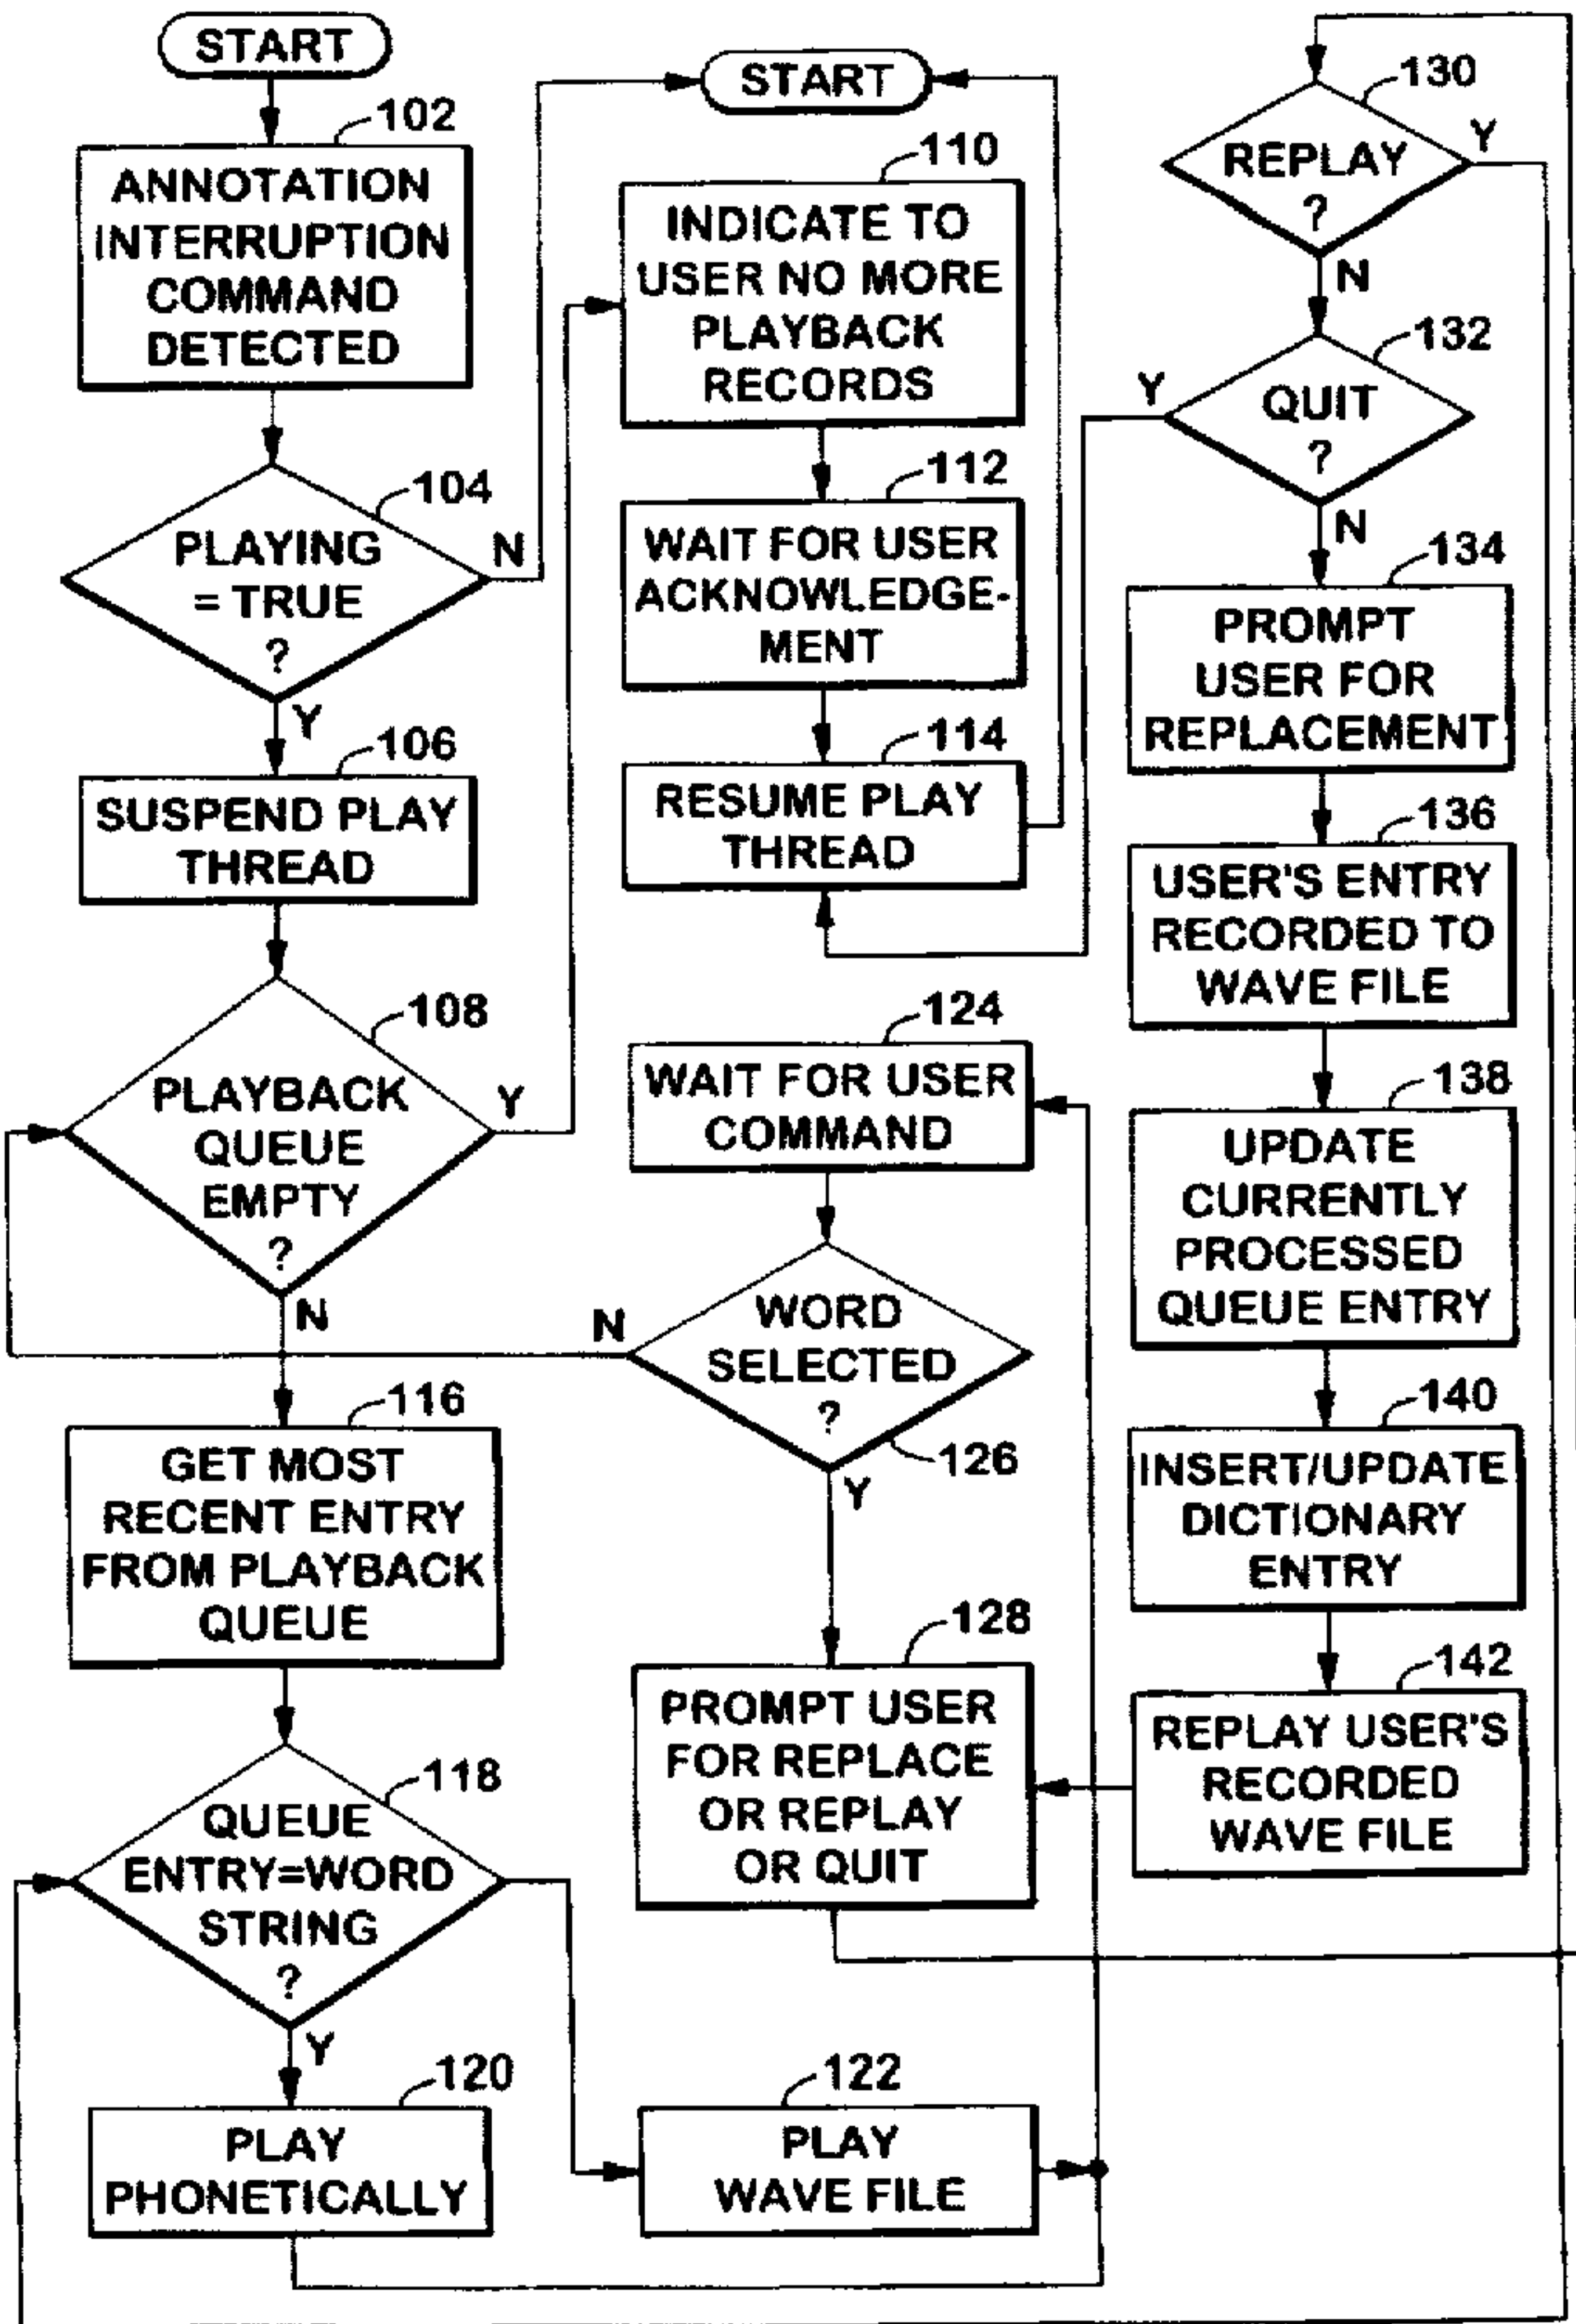 START
102
ANNOTATION
INTERRUPTION
COMMAND
DETECTED
104
PLAYING
= TRUE
?
N
Y
106
SUSPEND PLAY
THREAD
108
PLAYBACK
QUEUE
EMPTY
?
Y
N
116
GET MOST
RECENT ENTRY
FROM PLAYBACK
QUEUE
118
QUEUE
ENTRY=WORD
STRING
?
Y
120
PLAY
PHONETICALLY
START
110
INDICATE TO
USER NO MORE
PLAYBACK
RECORDS
112
WAIT FOR USER
ACKNOWLEDGE-
MENT
114
RESUME PLAY
THREAD
124
WAIT FOR USER
COMMAND
N
WORD
SELECTED
?
126
Y
128
PROMPT USER
FOR REPLACE
OR REPLAY
OR QUIT
122
PLAY
WAVE FILE
130
REPLAY
?
Y
N
132
QUIT
?
Y
N
134
PROMPT
USER FOR
REPLACEMENT
136
USER'S ENTRY
RECORDED TO
WAVE FILE
138
UPDATE
CURRENTLY
PROCESSED
QUEUE ENTRY
140
INSERT/UPDATE
DICTIONARY
ENTRY
142
REPLAY USER'S
RECORDED
WAVE FILE